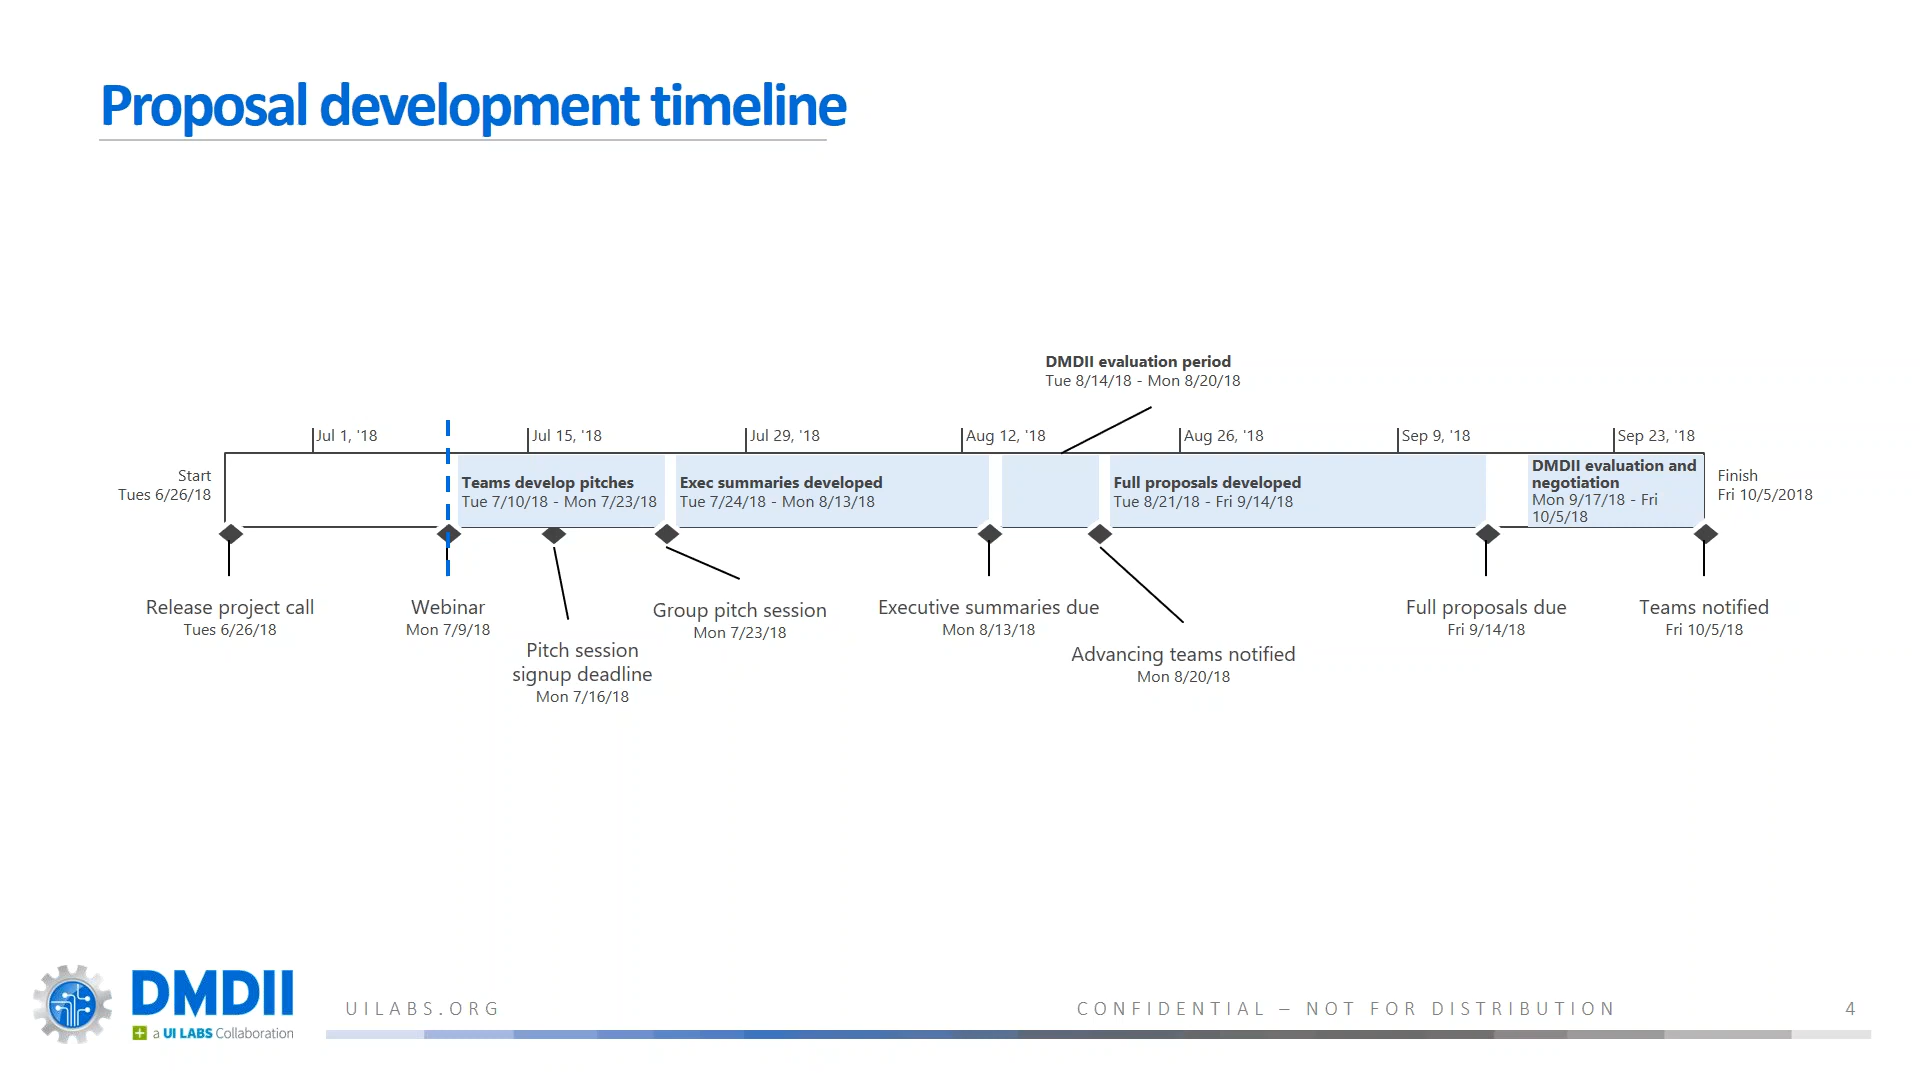 Proposal development timeline
DMDII evaluation period
Tue 8/14/18 - Mon 8/20/18
Jul 1, '18
Jul 15, '18
Jul 29, '18
Aug 12, '18
Aug 26, '18
Sep 9, '18
Sep 23, '18
Start
Tues 6/26/18
Teams develop pitches
Tue 7/10/18 - Mon 7/23/18
Exec summaries developed
Tue 7/24/18 - Mon 8/13/18
Full proposals developed
Tue 8/21/18 - Fri 9/14/18
DMDII evaluation and
negotiation
Mon 9/17/18 - Fri
10/5/18
Finish
Fri 10/5/2018
Release project call
Tues 6/26/18
Webinar
Mon 7/9/18
Pitch session
signup deadline
Mon 7/16/18
Group pitch session
Mon 7/23/18
Executive summaries due
Mon 8/13/18
Advancing teams notified
Mon 8/20/18
Full proposals due
Fri 9/14/18
Teams notified
Fri 10/5/18
DMDII
a UI LABS Collaboration
UILABS.ORG
CONFIDENTIAL – NOT FOR DISTRIBUTION
4